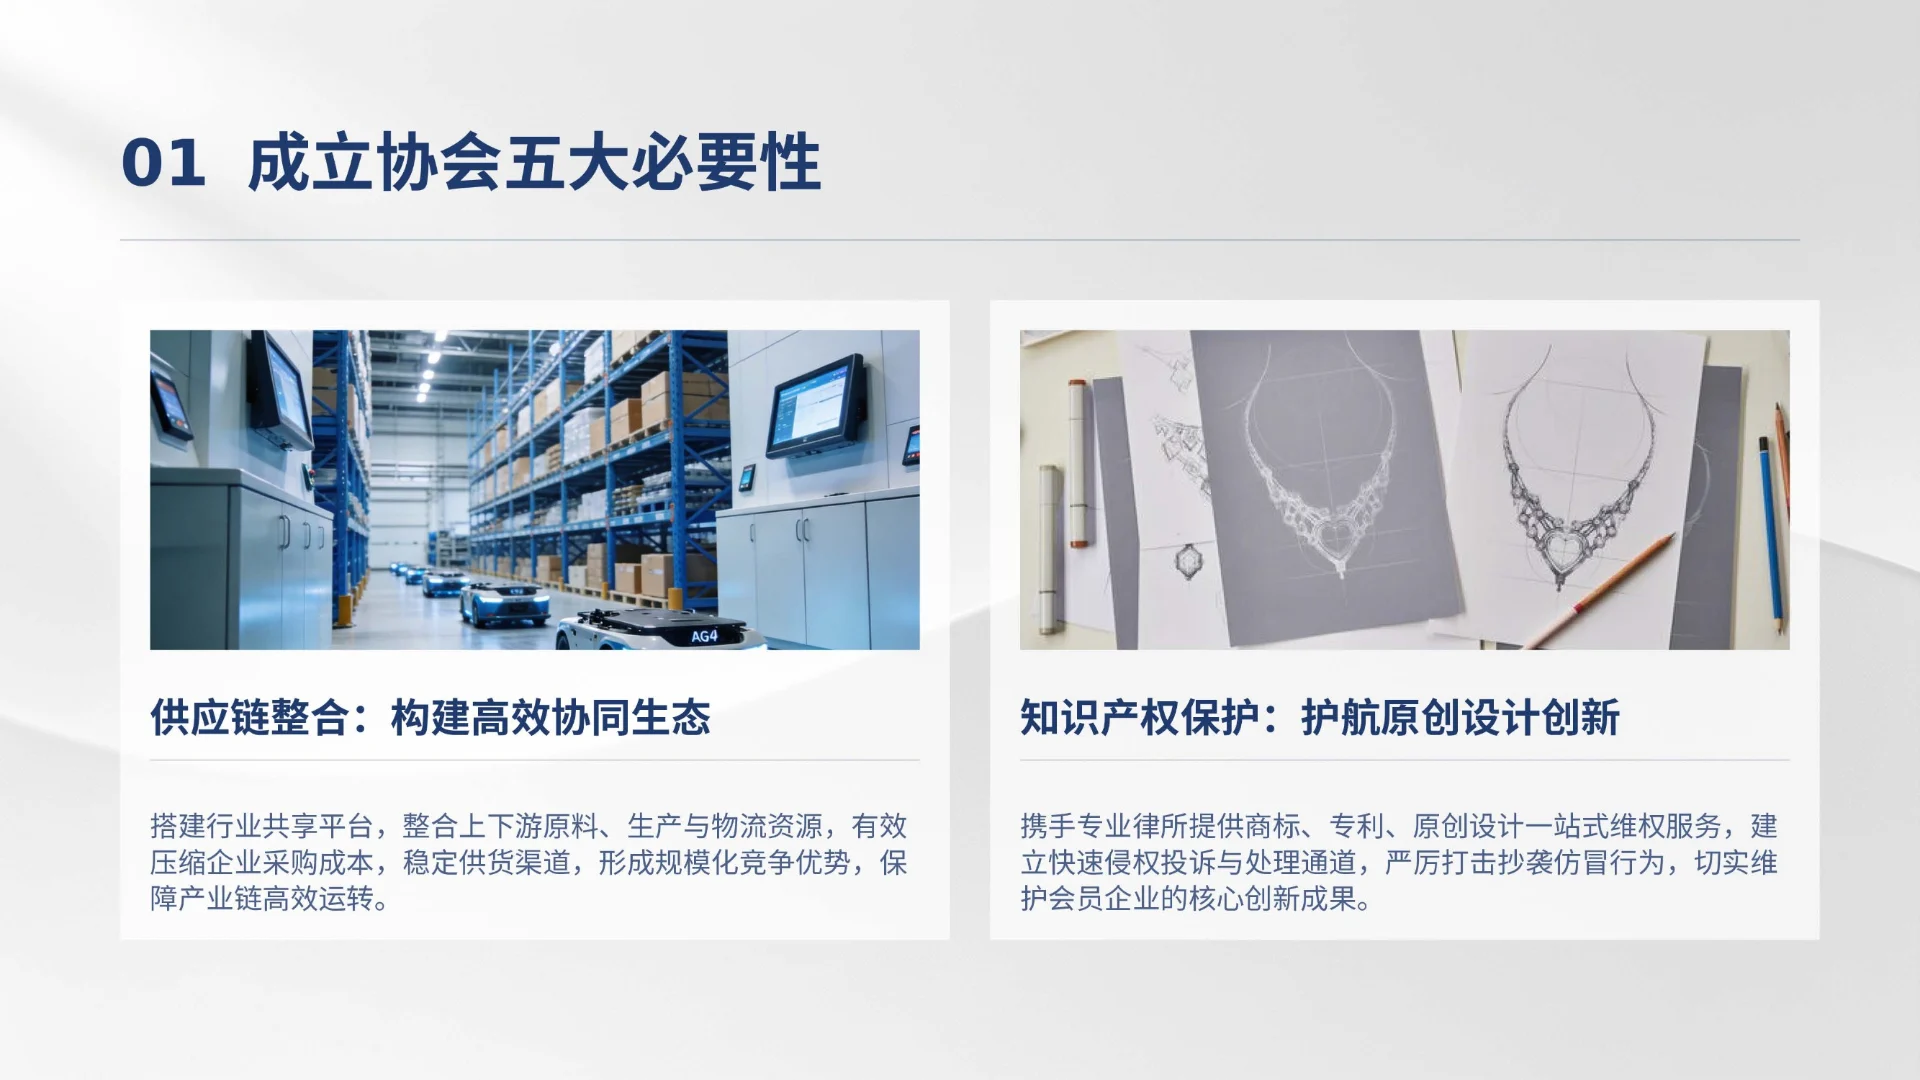 01 成立协会五大必要性
AG4
供应链整合：构建高效协同生态
搭建行业共享平台，整合上下游原料、生产与物流资源，有效
压缩企业采购成本，稳定供货渠道，形成规模化竞争优势，保
障产业链高效运转。
知识产权保护：护航原创设计创新
携手专业律所提供商标、专利、原创设计一站式维权服务，建
立快速侵权投诉与处理通道，严厉打击抄袭仿冒行为，切实维
护会员企业的核心创新成果。